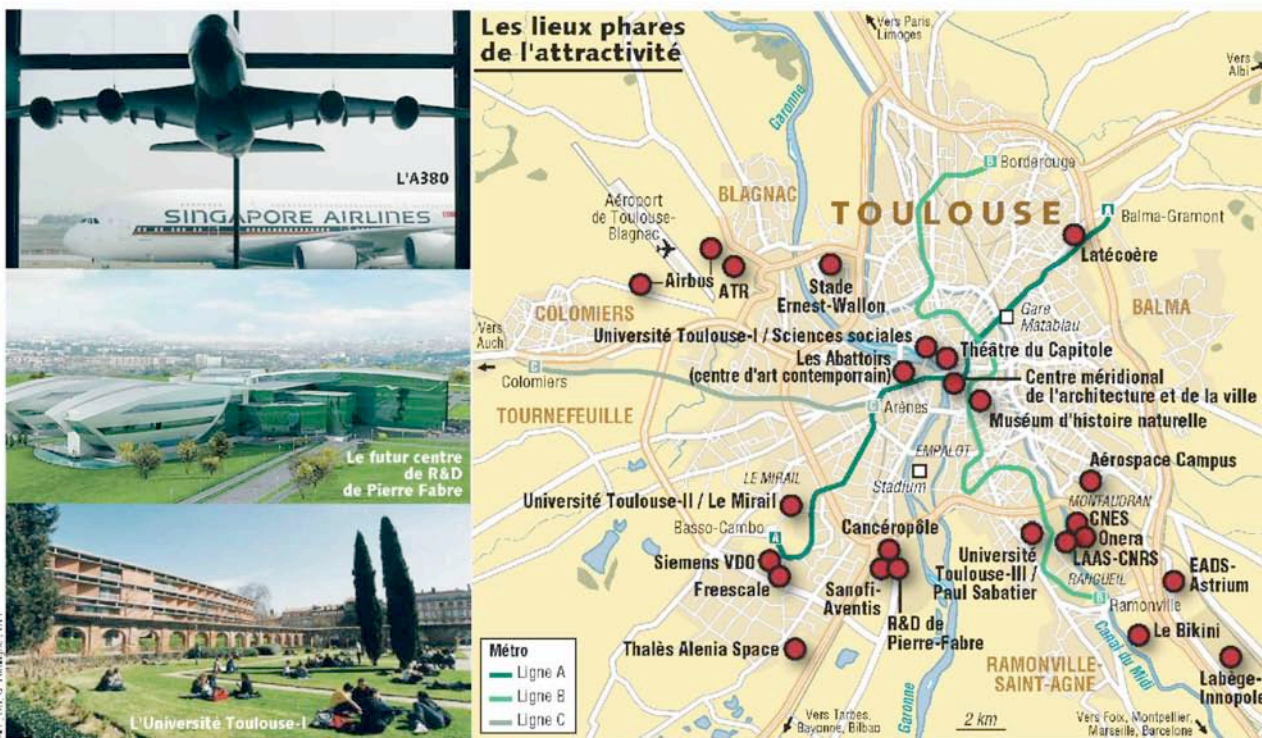 L'A380
SINGAPORE AIRLINES
Le futur centre
de R&D
de Pierre Fabre
L'Université Toulouse-I
Les lieux phares
de l'attractivité
Vers Paris,
Limoges
Vers
Albi
Garonne
B Borderouge
BLAGNAC
TOULOUSE
Aéroport
de Toulouse-
Blagnac
A
Balma-Gramont
Latécoère
Airbus
ATR
Stade
Ernest-Wallon
COLOMIERS
BALMA
Gare
Matabiau
Vers
Auch
Université Toulouse-I / Sciences sociales
Théâtre du Capitole
Les Abattoirs
(centre d'art contemporrain)
C
Colomiers
Centre méridional
de l'architecture et de la ville
TOURNEFEUILLE
C Arènes
Muséum d'histoire naturelle
EMPALOT
Stadium
Aérospace Campus
LE MIRAIL
MONTAUDRAN
Université Toulouse-II / Le Mirail
CNES
Onera
LAAS-CNRS
Basso-Cambo
A
Cancéropôle
Université
Toulouse-III /
Paul Sabatier
Siemens VDO
Freescale
Sanofi-
Aventis
R&D de
Pierre-Fabre
EADS-
Astrium
RANGUEIL
B
Ramonville
Le Bikini
Thalès Alenia Space
RAMONVILLE-
SAINT-AGNE
Canal du Midi
Labège-
Innopole
Métro
Ligne A
Ligne B
Ligne C
Garonne
2 km
Vers Tarbes,
Bayonne, Bilbao
Vers Foix, Montpellier,
Marseille, Barcelone